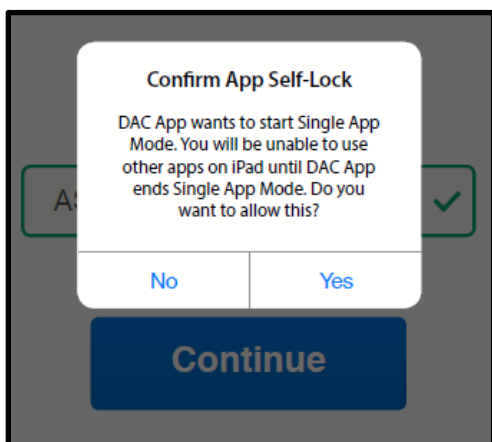 Confirm App Self-Lock
DAC App wants to start Single App
Mode. You will be unable to use
other apps on iPad until DAC App
ends Single App Mode. Do you
want to allow this?
No
Yes
Continue